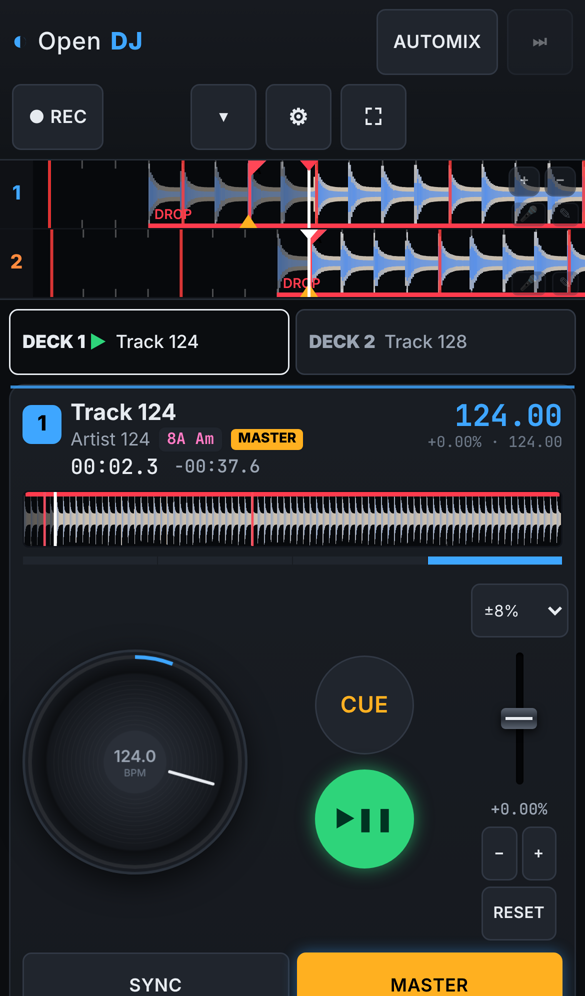 Open DJ
AUTOMIX
REC
1
DROP
+ −
2
DROP
DECK 1 Track 124
DECK 2 Track 128
1
Track 124
124.00
Artist 124 8A Am MASTER
+0.00% · 124.00
00:02.3 -00:37.6
±8%
CUE
124.0
BPM
+0.00%
− +
RESET
SYNC
MASTER